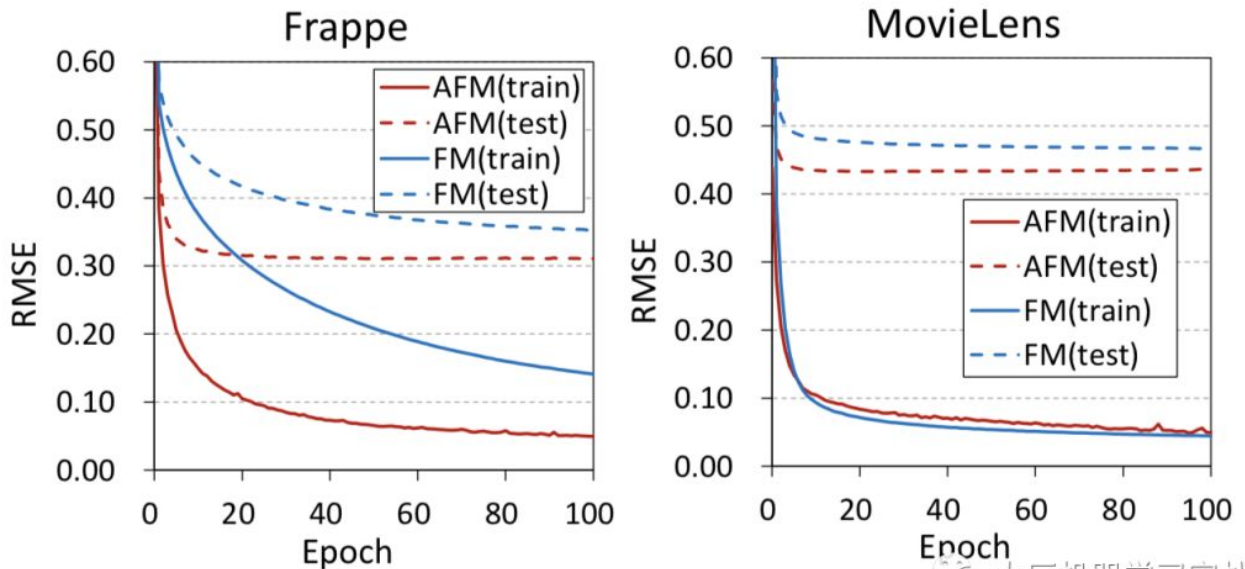 Frappe
0.60
0.50
0.40
0.30
0.20
0.10
0.00
RMSE
AFM(train)
AFM(test)
FM(train)
FM(test)
0 20 40 60 80 100
Epoch
MovieLens
0.60
0.50
0.40
0.30
0.20
0.10
0.00
RMSE
AFM(train)
AFM(test)
FM(train)
FM(test)
0 20 40 60 80 100
Epoch